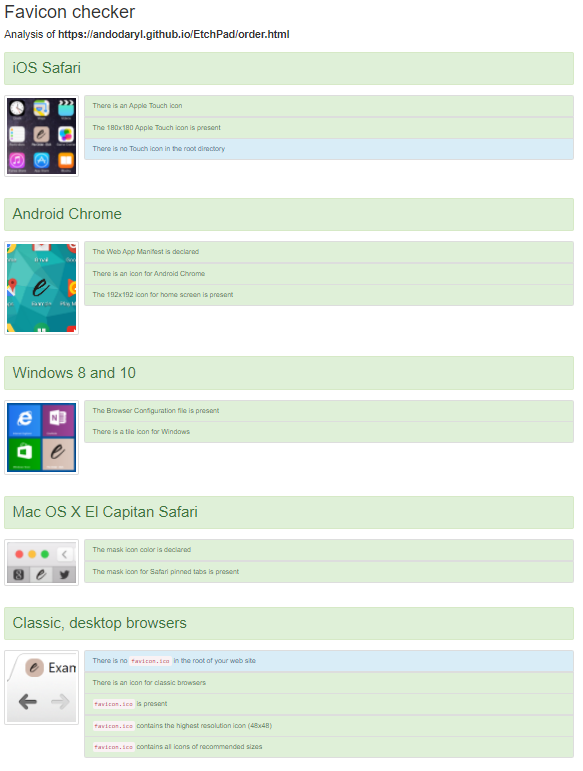 Favicon checker
Analysis of https://andodaryl.github.io/EtchPad/order.html
iOS Safari
There is an Apple Touch icon
The 180x180 Apple Touch icon is present
There is no Touch icon in the root directory
Android Chrome
The Web App Manifest is declared
There is an icon for Android Chrome
The 192x192 icon for home screen is present
Windows 8 and 10
The Browser Configuration file is present
There is a tile icon for Windows
Mac OS X El Capitan Safari
The mask icon color is declared
The mask icon for Safari pinned tabs is present
Classic, desktop browsers
Exam
There is no favicon.ico in the root of your web site
There is an icon for classic browsers
favicon.ico is present
favicon.ico contains the highest resolution icon (48x48)
favicon.ico contains all icons of recommended sizes